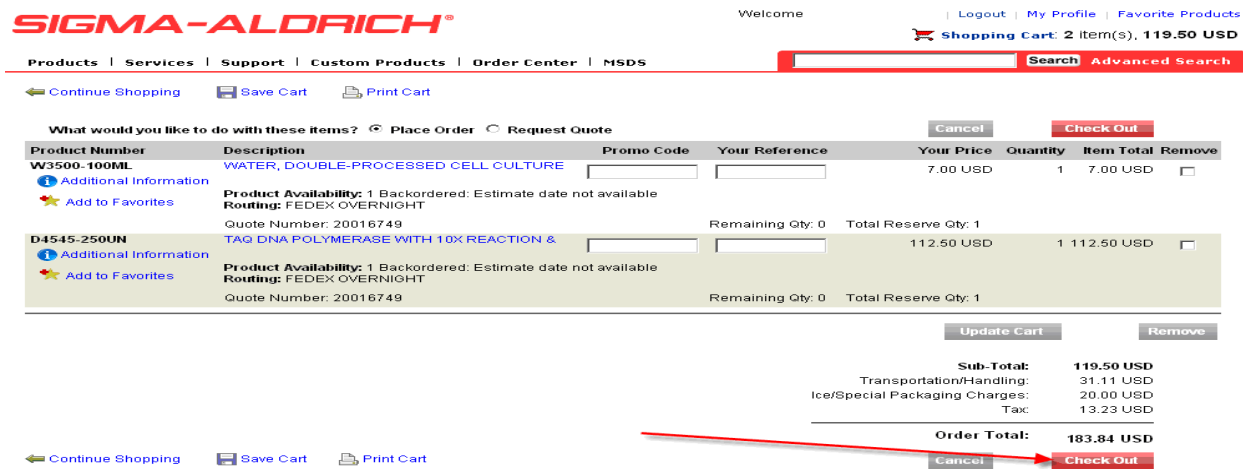 SIGMA-ALDRICH®
Welcome | Logout | My Profile | Favorite Products
Shopping Cart: 2 item(s), 119.50 USD
Products | Services | Support | Custom Products | Order Center | MSDS Search Advanced Search
Continue Shopping Save Cart Print Cart
What would you like to do with these items? Place Order Request Quote Cancel Check Out
Product Number Description Promo Code Your Reference Your Price Quantity Item Total Remove
W3500-100ML WATER, DOUBLE-PROCESSED CELL CULTURE 7.00 USD 1 7.00 USD
Additional Information
Product Availability: 1 Backordered: Estimate date not available
Add to Favorites
Routing: FEDEX OVERNIGHT
Quote Number: 20016749 Remaining Qty: 0 Total Reserve Qty: 1
D4545-250UN TAQ DNA POLYMERASE WITH 10X REACTION & 112.50 USD 1 112.50 USD
Additional Information
Product Availability: 1 Backordered: Estimate date not available
Add to Favorites
Routing: FEDEX OVERNIGHT
Quote Number: 20016749 Remaining Qty: 0 Total Reserve Qty: 1
Update Cart Remove
Sub-Total: 119.50 USD
Transportation/Handling: 31.11 USD
Ice/Special Packaging Charges: 20.00 USD
Tax: 13.23 USD
Order Total: 183.84 USD
Continue Shopping Save Cart Print Cart Cancel Check Out